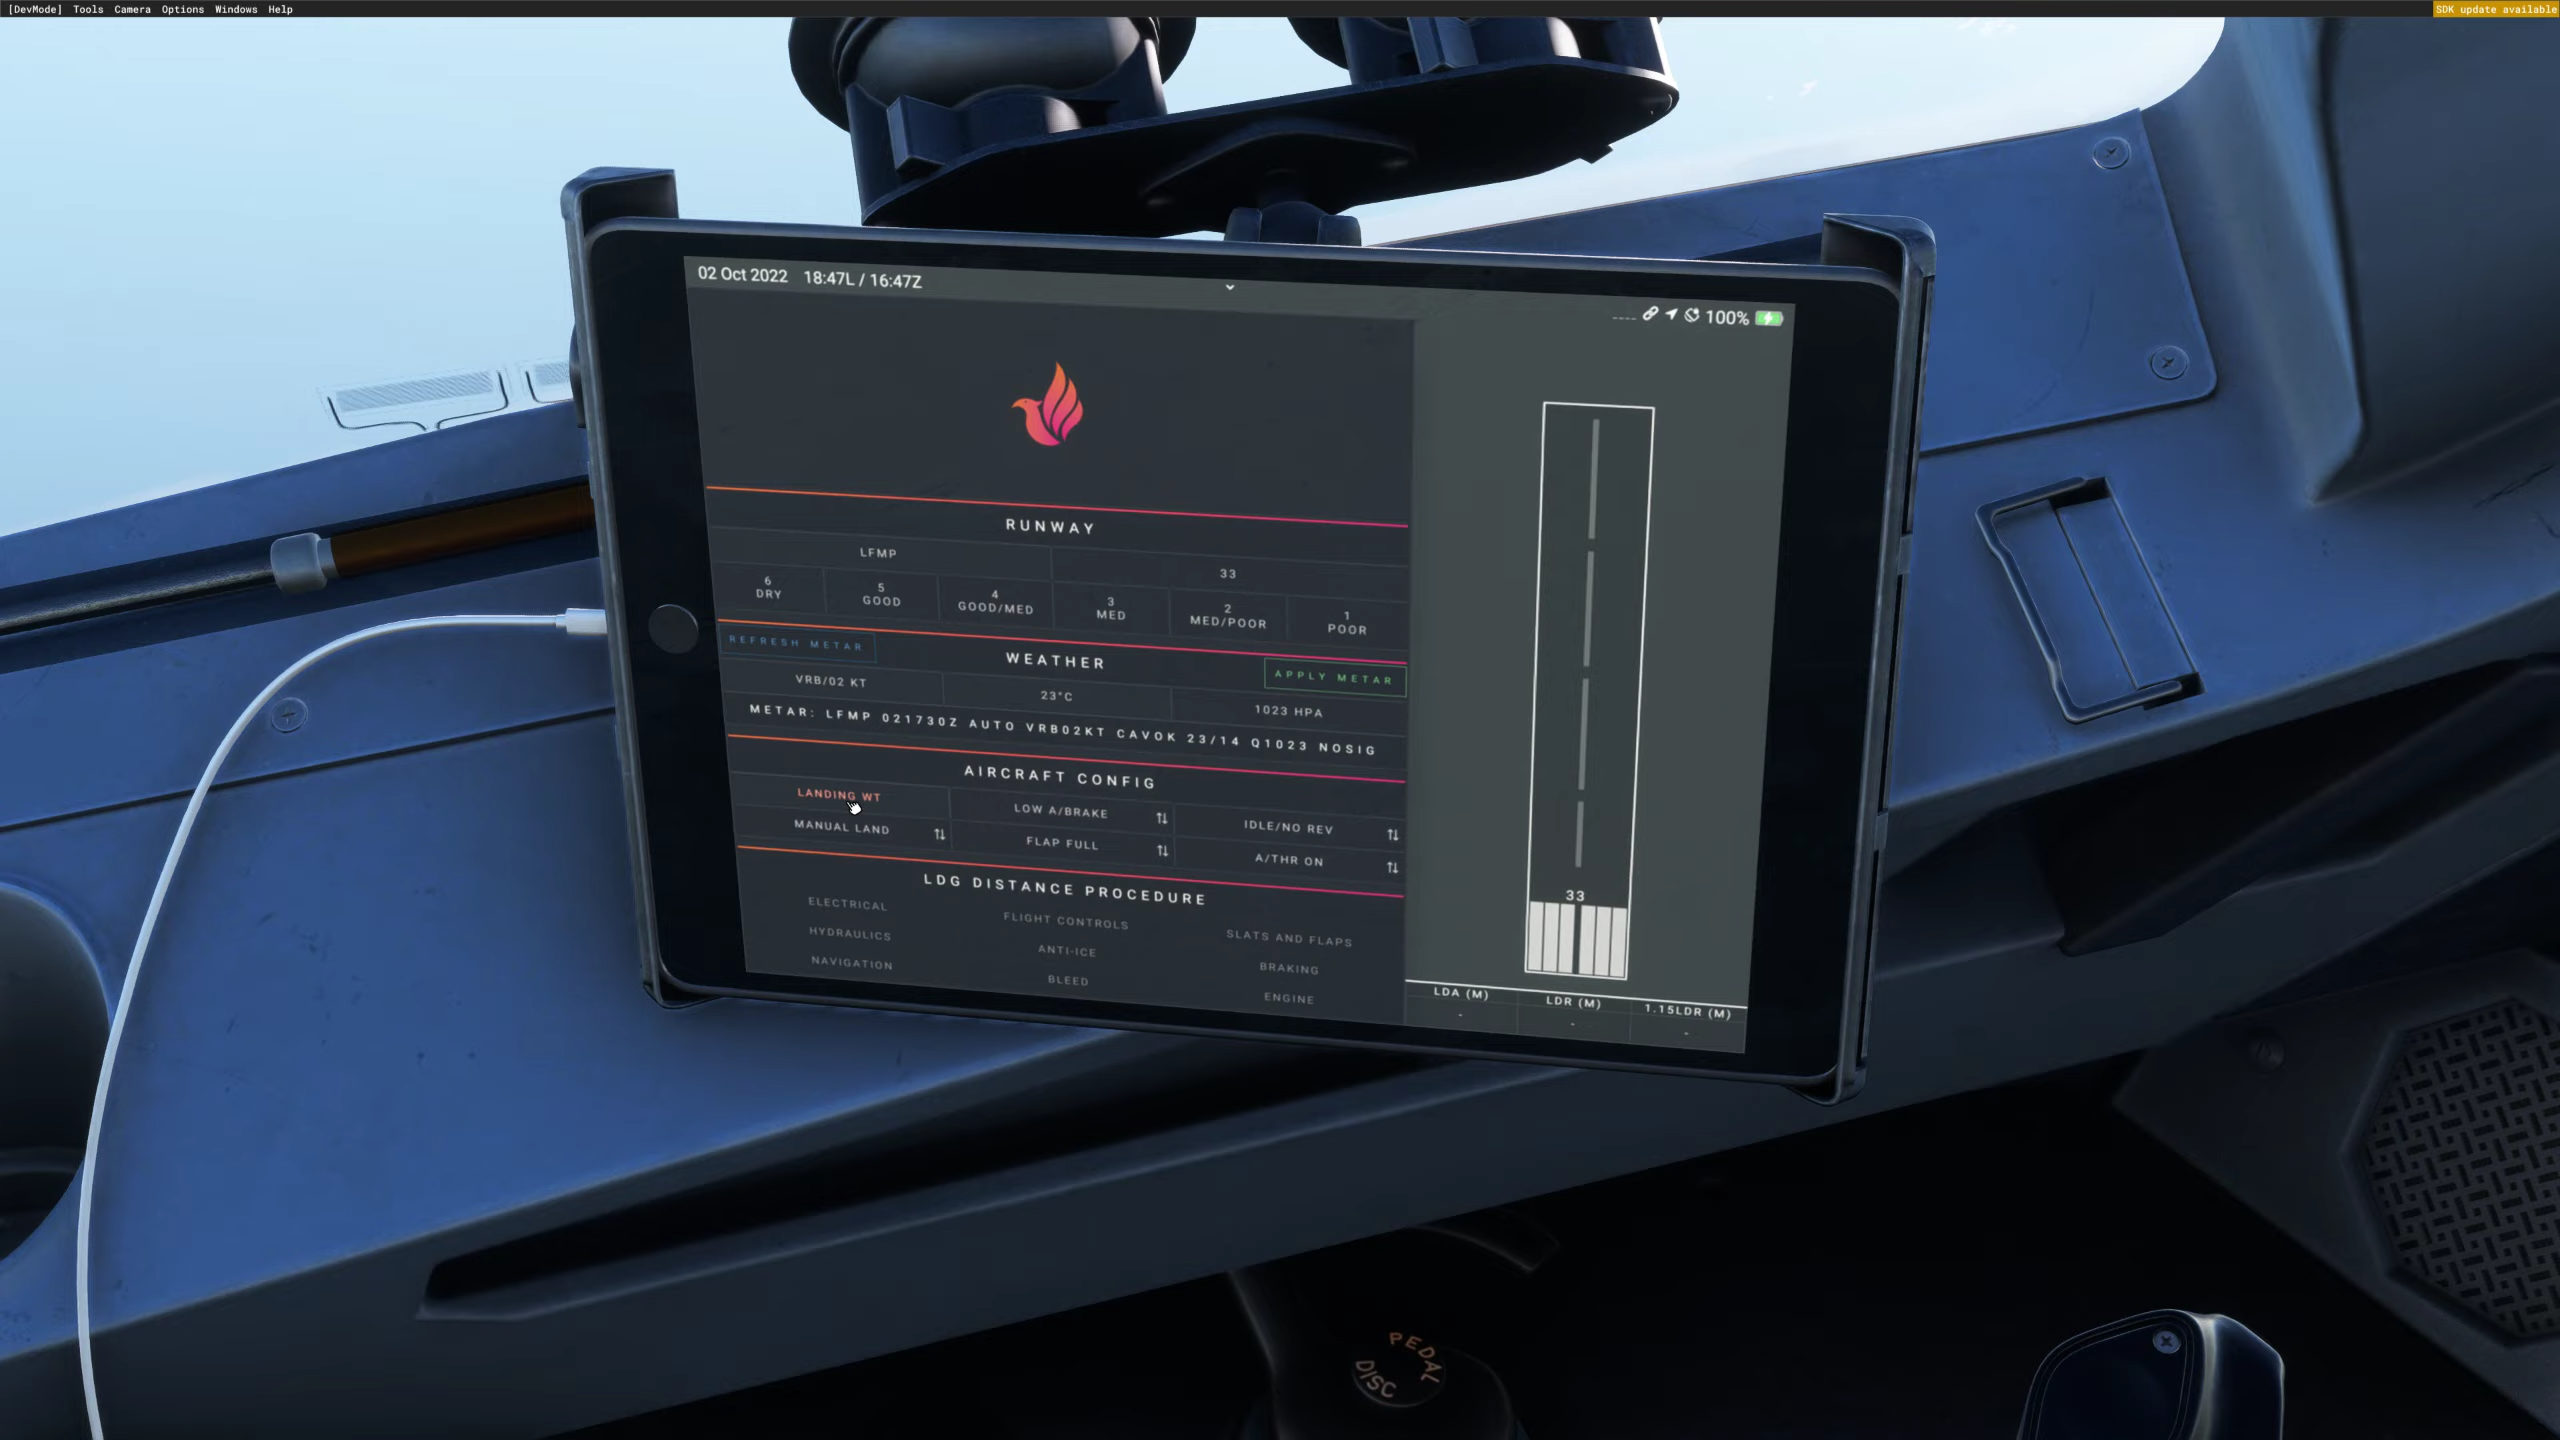 [DevMode] Tools Camera Options Windows Help
SDK update available
02 Oct 2022 18:47L / 16:47Z
---- 100%
RUNWAY
LFMP 33
6 DRY 5 GOOD 4 GOOD/MED 3 MED 2 MED/POOR 1 POOR
REFRESH METAR WEATHER APPLY METAR
VRB/02 KT 23°C 1023 HPA
METAR: LFMP 021730Z AUTO VRB02KT CAVOK 23/14 Q1023 NOSIG
AIRCRAFT CONFIG
LANDING WT LOW A/BRAKE IDLE/NO REV
MANUAL LAND FLAP FULL A/THR ON
LDG DISTANCE PROCEDURE
ELECTRICAL FLIGHT CONTROLS SLATS AND FLAPS
HYDRAULICS ANTI-ICE BRAKING
NAVIGATION BLEED ENGINE
33
LDA (M) LDR (M) 1.15LDR (M)
- - -
PEDAL
DISC